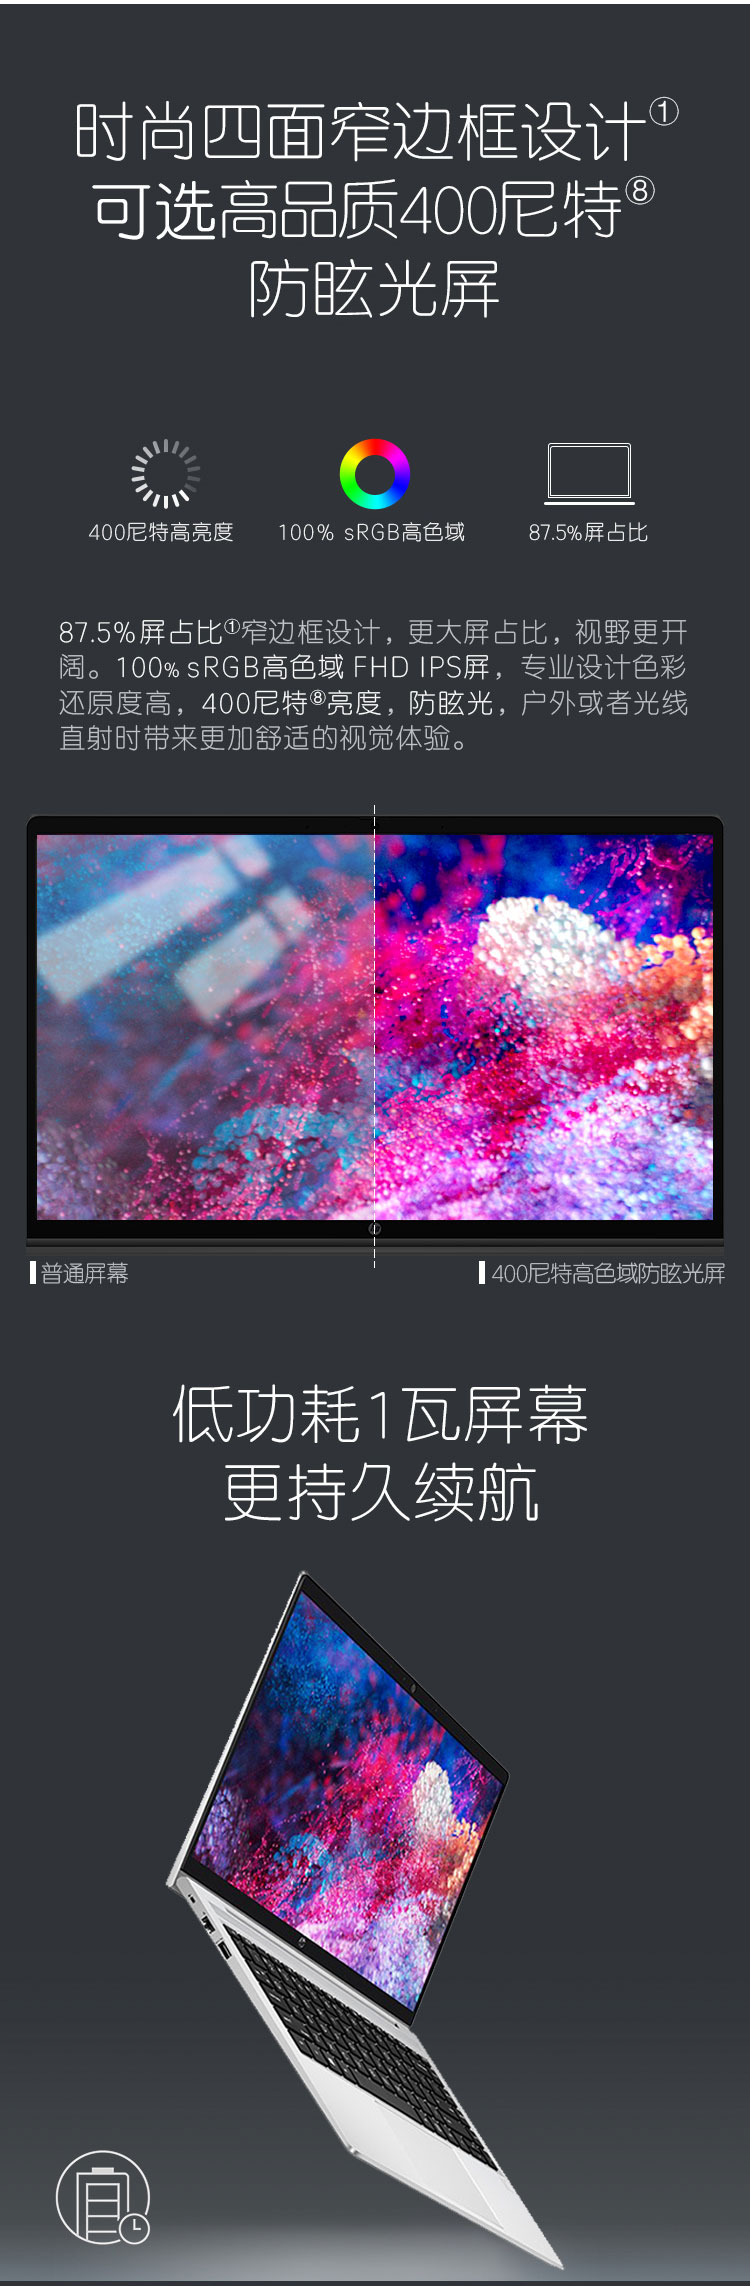 时尚四面窄边框设计①
可选高品质400尼特⑧
防眩光屏
400尼特高亮度
100% sRGB高色域
87.5%屏占比
87.5%屏占比①窄边框设计，更大屏占比，视野更开
阔。100% sRGB高色域 FHD IPS屏，专业设计色彩
还原度高，400尼特⑧亮度，防眩光，户外或者光线
直射时带来更加舒适的视觉体验。
普通屏幕
400尼特高色域防眩光屏
低功耗1瓦屏幕
更持久续航